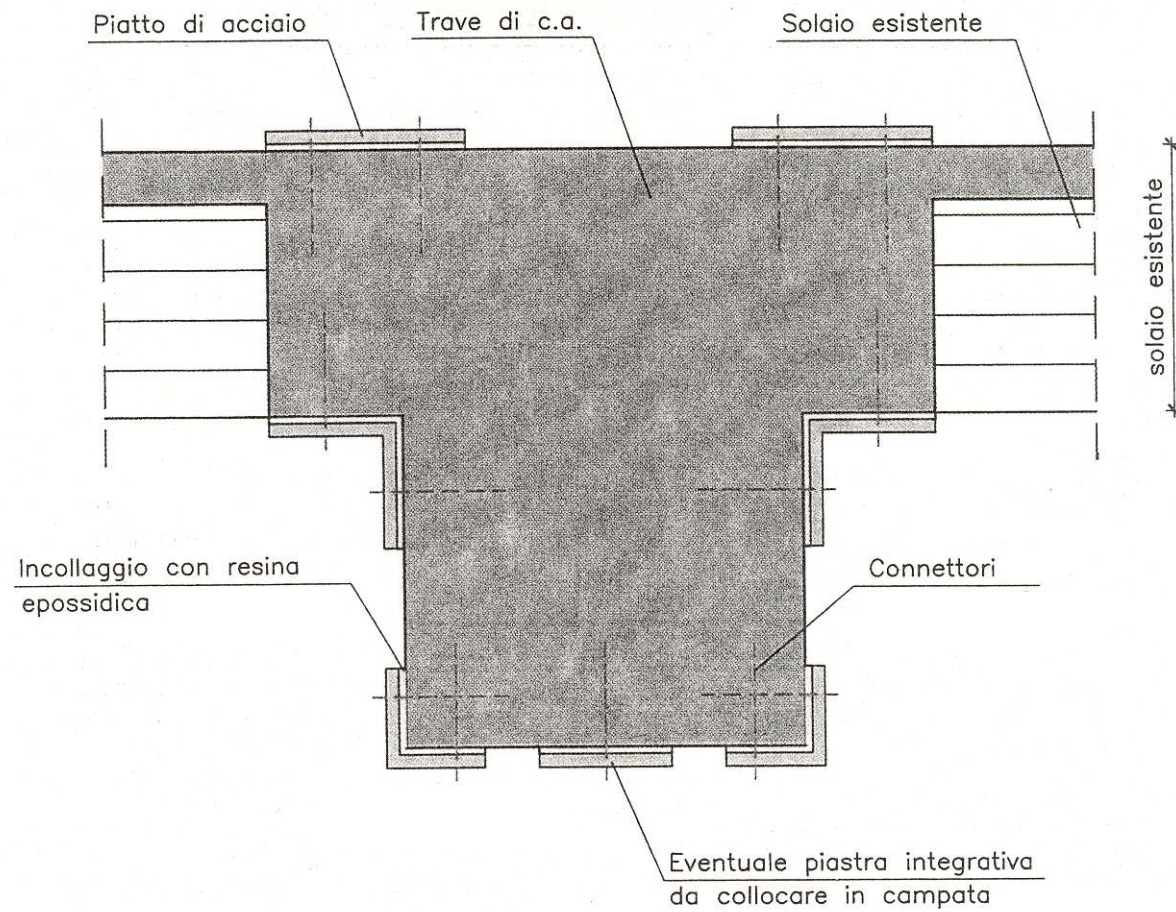 Piatto di acciaio
Trave di c.a.
Solaio esistente
solaio esistente
Incollaggio con resina
epossidica
Connettori
Eventuale piastra integrativa
da collocare in campata